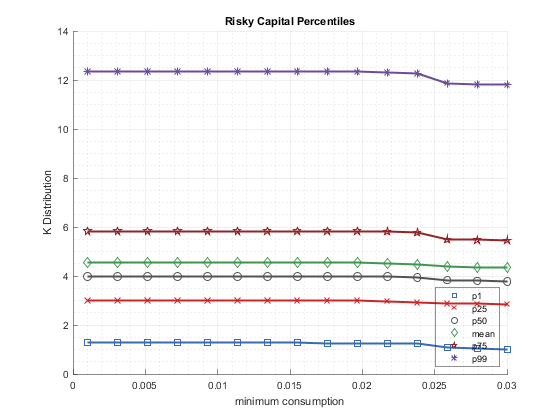 Risky Capital Percentiles
14
12
10
8
6
4
2
0
K Distribution
p1
p25
p50
mean
p75
p99
0 0.005 0.01 0.015 0.02 0.025 0.03
minimum consumption